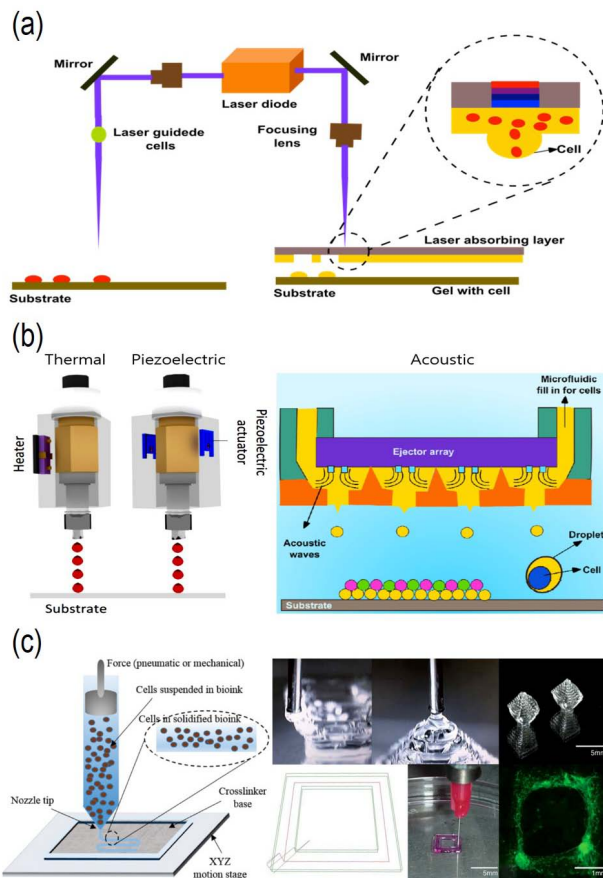 (a)
Mirror
Mirror
Laser diode
Laser guidede
cells
Focusing
lens
Cell
Laser absorbing layer
Substrate
Substrate
Gel with cell
(b)
Thermal
Piezoelectric
Acoustic
Heater
Piezoelectric
actuator
Microfluidic
fill in for cells
Ejector array
Acoustic
waves
Droplet
Cell
Substrate
Substrate
(c)
Force (pneumatic or mechanical)
Cells suspended in bioink
Cells in solidified bioink
Nozzle tip
Crosslinker
base
XYZ
motion stage
5mm
5mm
1mm